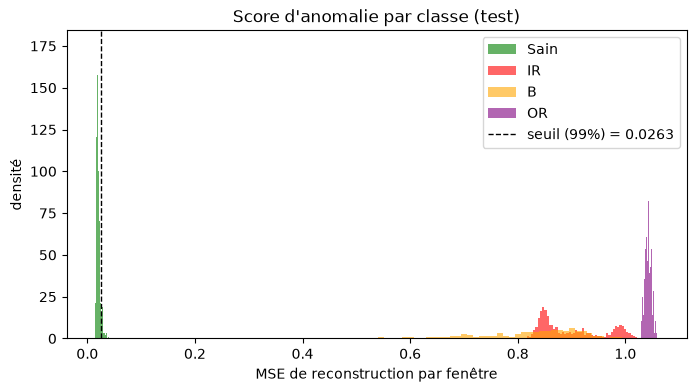 Score d'anomalie par classe (test)
densité
175
150
125
100
75
50
25
0
Sain
IR
B
OR
seuil (99%) = 0.0263
0.0
0.2
0.4
0.6
0.8
1.0
MSE de reconstruction par fenêtre